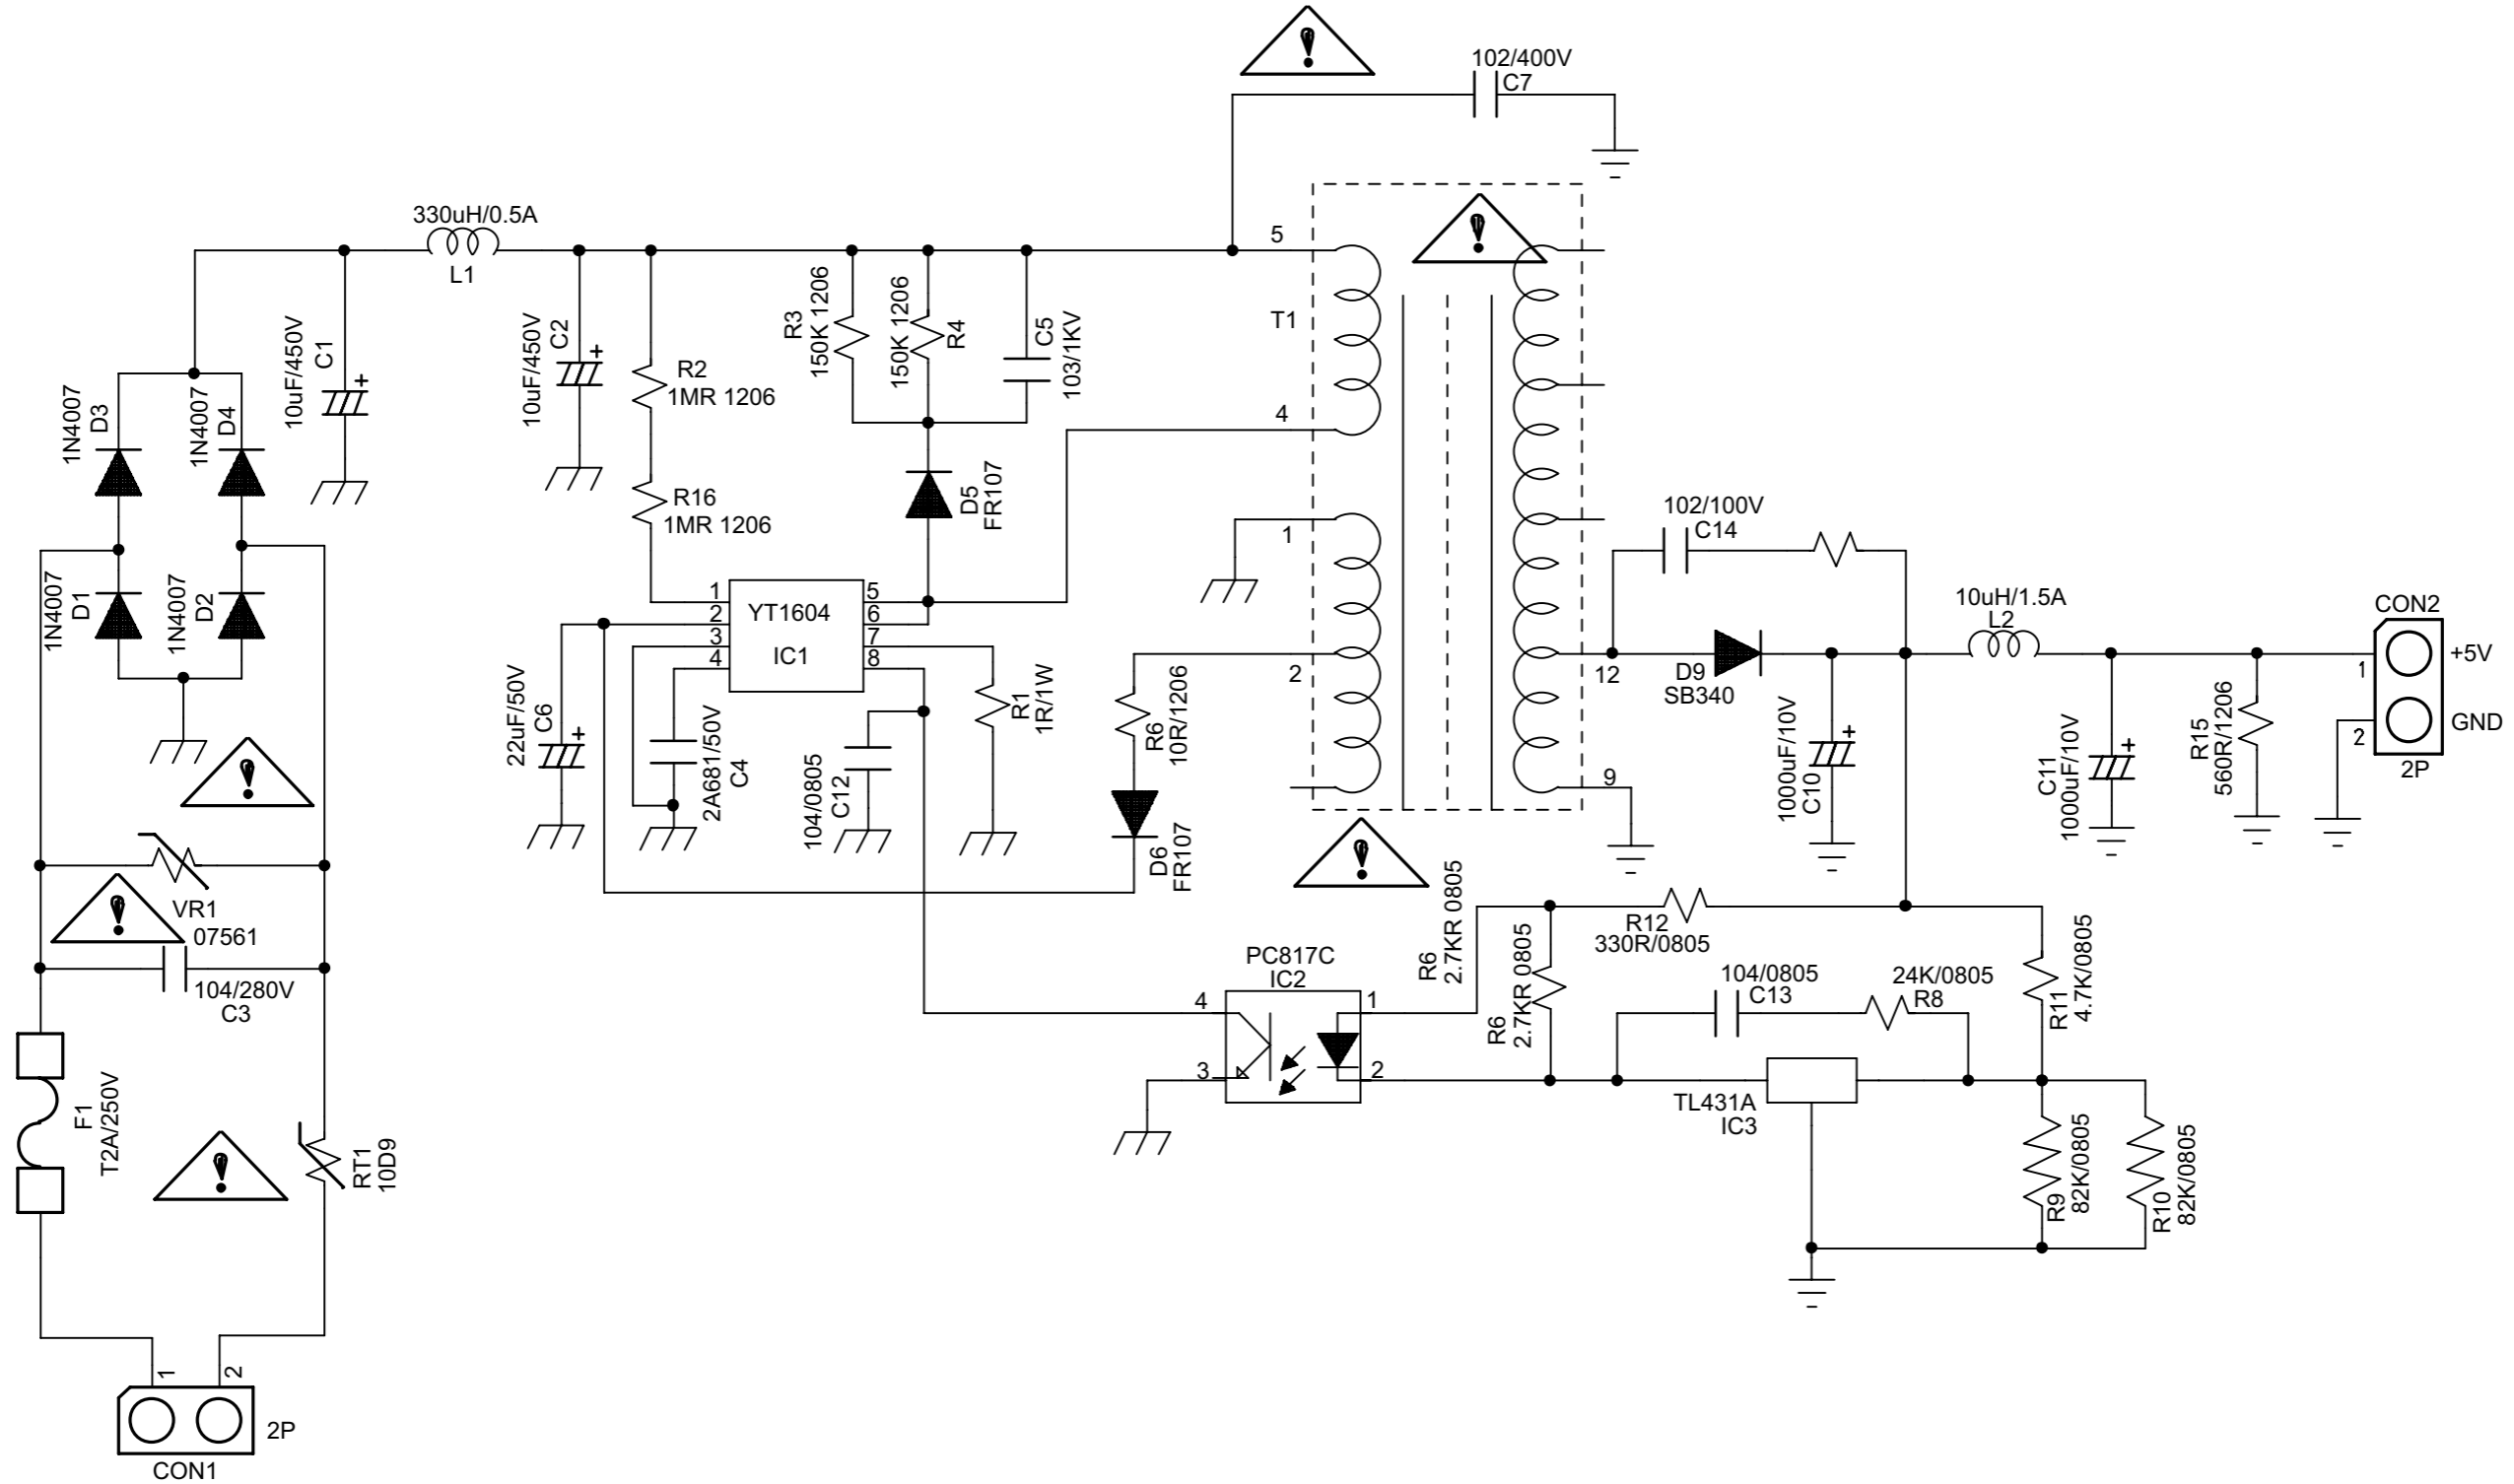 102/400V
C7
330uH/0.5A
L1
5
T1
4
1
2
12
9
10uF/450V
C1
10uF/450V
C2
R2
1MR 1206
R16
1MR 1206
R3
150K 1206
150K 1206
R4
C5
103/1KV
D5
FR107
1N4007
D3
1N4007
D4
1N4007
D1
1N4007
D2
1
2
3
4
YT1604
IC1
5
6
7
8
22uF/50V
C6
2A681/50V
C4
104/0805
C12
R1
1R/1W
R6
10R/1206
D6
FR107
102/100V
C14
D9
SB340
10uH/1.5A
L2
1000uF/10V
C10
C11
1000uF/10V
R15
560R/1206
CON2
+5V
1
GND
2
2P
VR1
07561
104/280V
C3
F1
T2A/250V
RT1
10D9
1
2
2P
CON1
PC817C
IC2
4
3
1
2
R6
2.7KR 0805
R6
2.7KR 0805
R12
330R/0805
104/0805
C13
24K/0805
R8
R11
4.7K/0805
TL431A
IC3
R9
82K/0805
R10
82K/0805